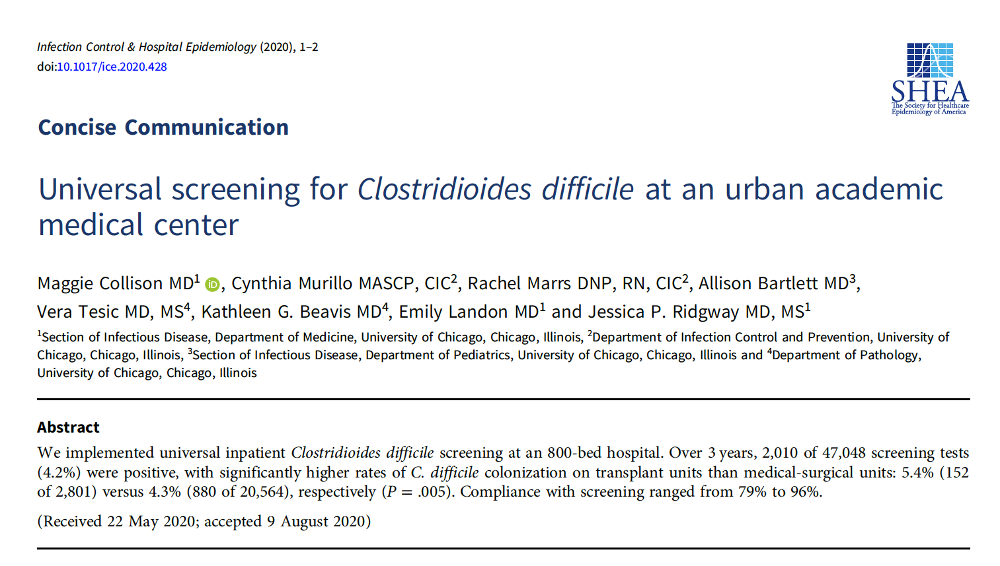 Infection Control & Hospital Epidemiology (2020), 1–2
doi:10.1017/ice.2020.428
SHEA
The Society for Healthcare
Epidemiology of America
Concise Communication
Universal screening for Clostridioides difficile at an urban academic
medical center
Maggie Collison MD1 iD, Cynthia Murillo MASCP, CIC2, Rachel Marrs DNP, RN, CIC2, Allison Bartlett MD3,
Vera Tesic MD, MS4, Kathleen G. Beavis MD4, Emily Landon MD1 and Jessica P. Ridgway MD, MS1
1Section of Infectious Disease, Department of Medicine, University of Chicago, Chicago, Illinois, 2Department of Infection Control and Prevention, University of
Chicago, Chicago, Illinois, 3Section of Infectious Disease, Department of Pediatrics, University of Chicago, Chicago, Illinois and 4Department of Pathology,
University of Chicago, Chicago, Illinois
Abstract
We implemented universal inpatient Clostridioides difficile screening at an 800-bed hospital. Over 3 years, 2,010 of 47,048 screening tests
(4.2%) were positive, with significantly higher rates of C. difficile colonization on transplant units than medical-surgical units: 5.4% (152
of 2,801) versus 4.3% (880 of 20,564), respectively (P = .005). Compliance with screening ranged from 79% to 96%.
(Received 22 May 2020; accepted 9 August 2020)